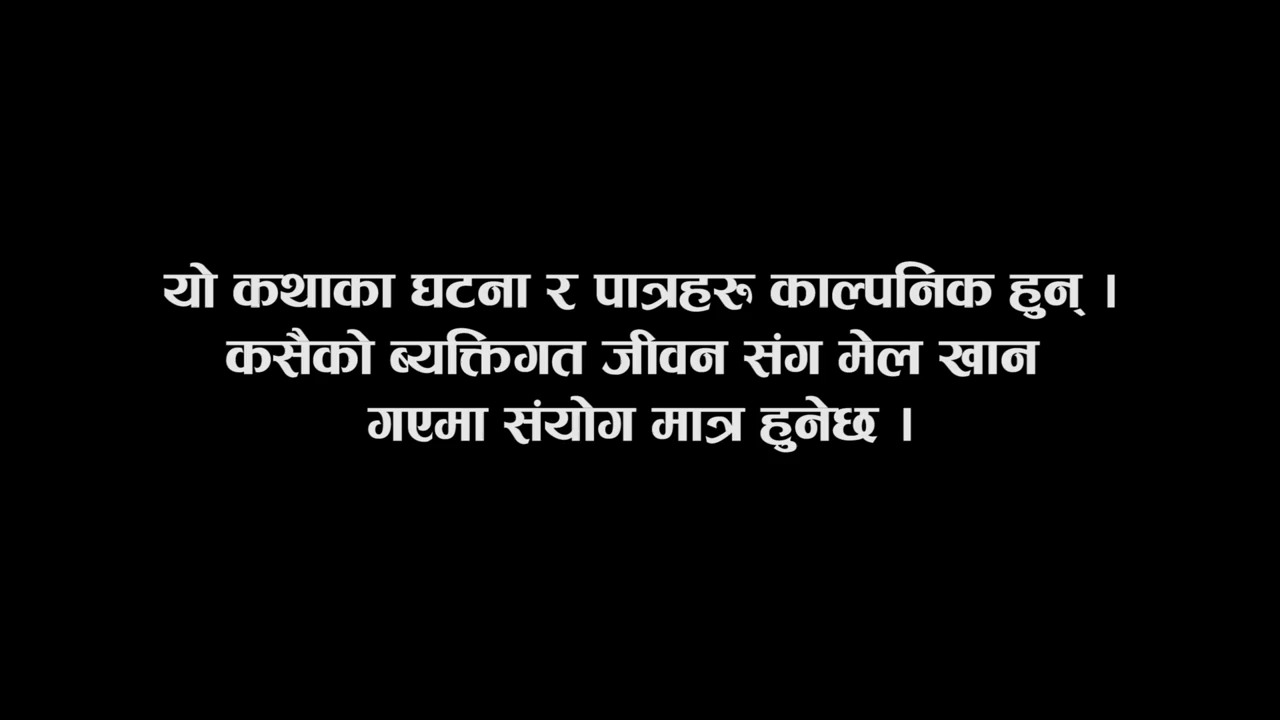 यो कथाका घटना र पात्रहरू काल्पनिक हुन् ।
कसैको ब्यक्तिगत जीवन संग मेल खान
गएमा संयोग मात्र हुनेछ ।